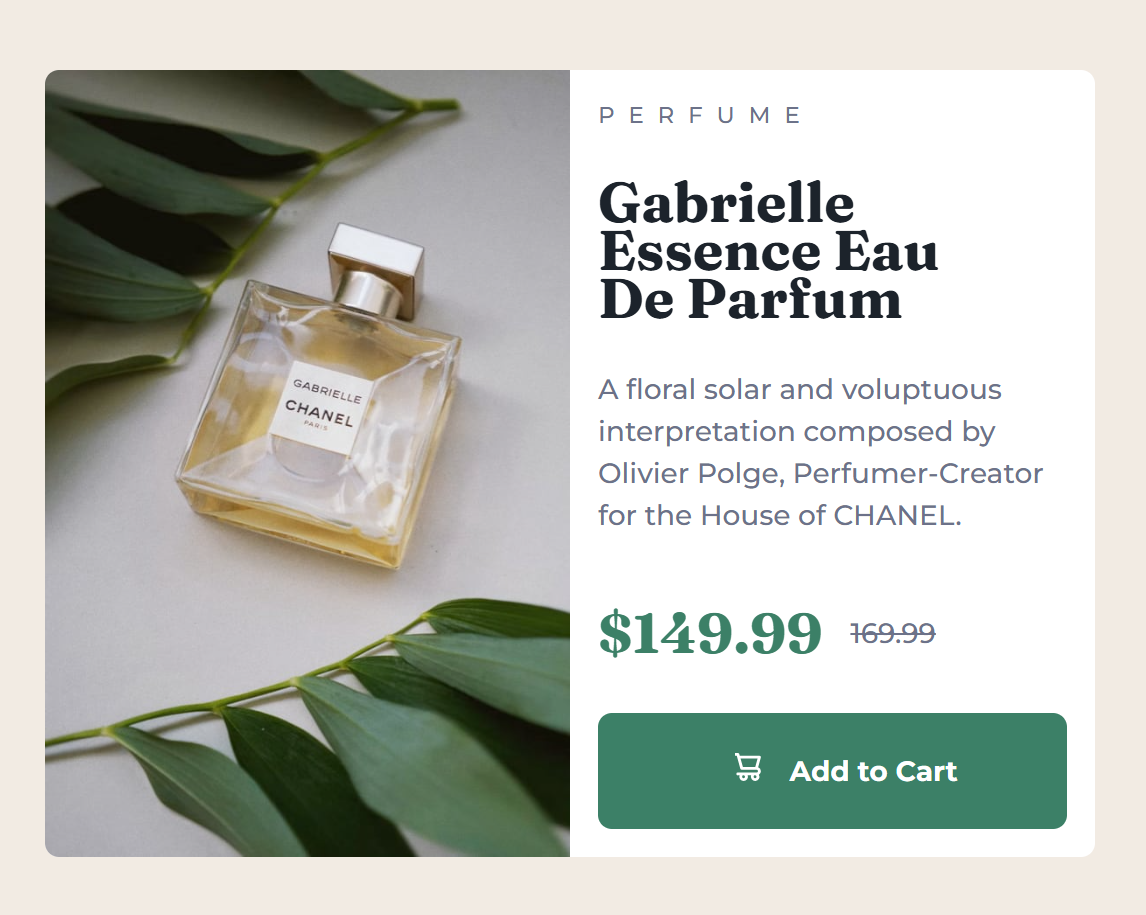 GABRIELLE
CHANEL
PARIS
PERFUME
Gabrielle
Essence Eau
De Parfum
A floral solar and voluptuous
interpretation composed by
Olivier Polge, Perfumer-Creator
for the House of CHANEL.
$149.99 169.99
Add to Cart